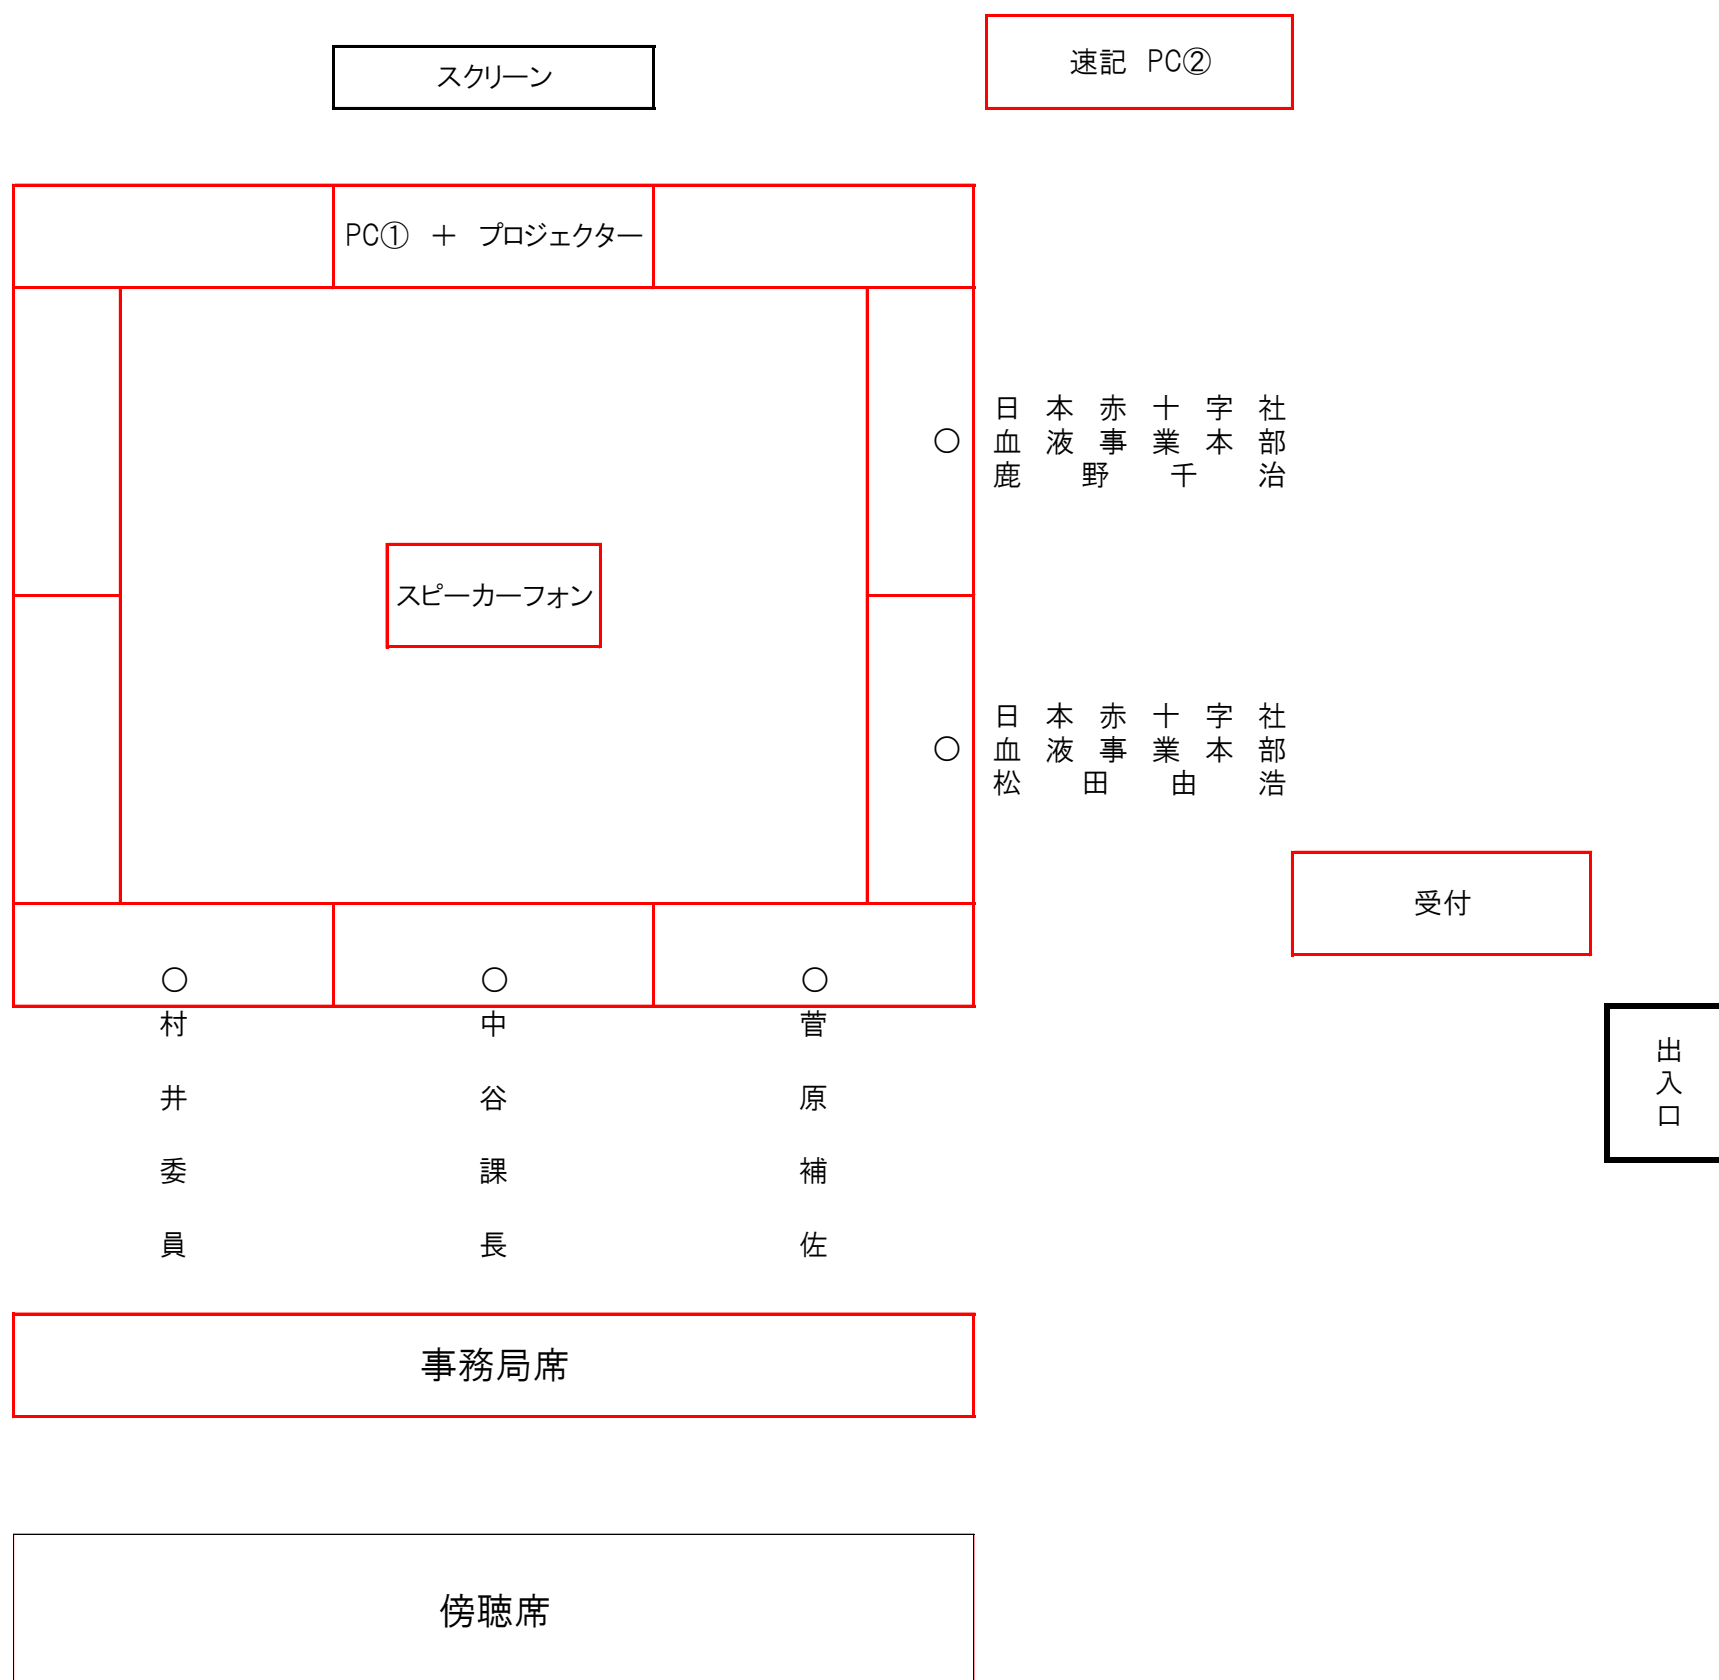 スクリーン
速記 PC②
PC① ＋ プロジェクター
日本赤十字社
○ 血液事業本部
鹿野千治
スピーカーフォン
日本赤十字社
○ 血液事業本部
松田由浩
受付
○ ○ ○
村井委員
中谷課長
菅原補佐
出入口
事務局席
傍聴席